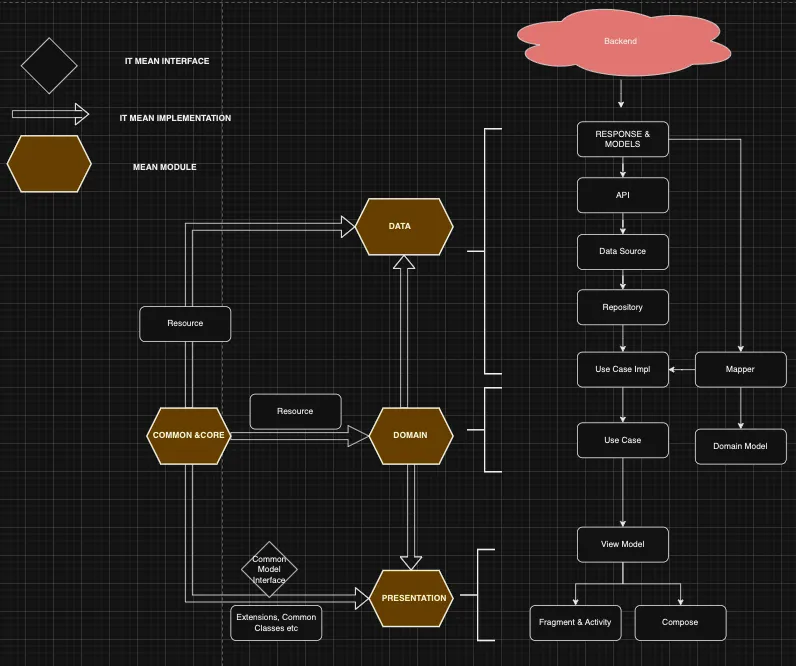 Backend
IT MEAN INTERFACE
IT MEAN IMPLEMENTATION
MEAN MODULE
RESPONSE &
MODELS
API
DATA
Data Source
Repository
Resource
Use Case Impl
Mapper
Resource
COMMON &CORE
DOMAIN
Use Case
Domain Model
View Model
Common
Model
Interface
PRESENTATION
Extensions, Common
Classes etc
Fragment & Activity
Compose